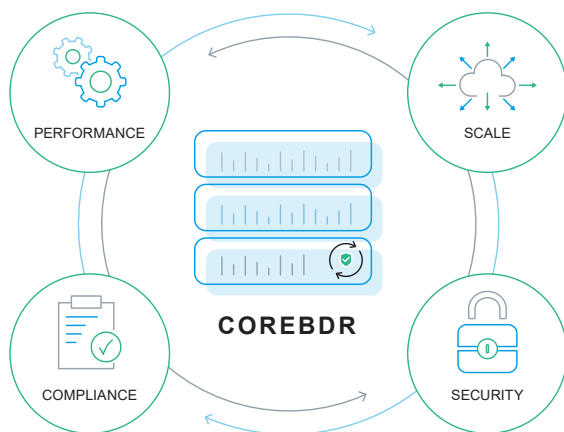 PERFORMANCE
SCALE
COREBDR
COMPLIANCE
SECURITY